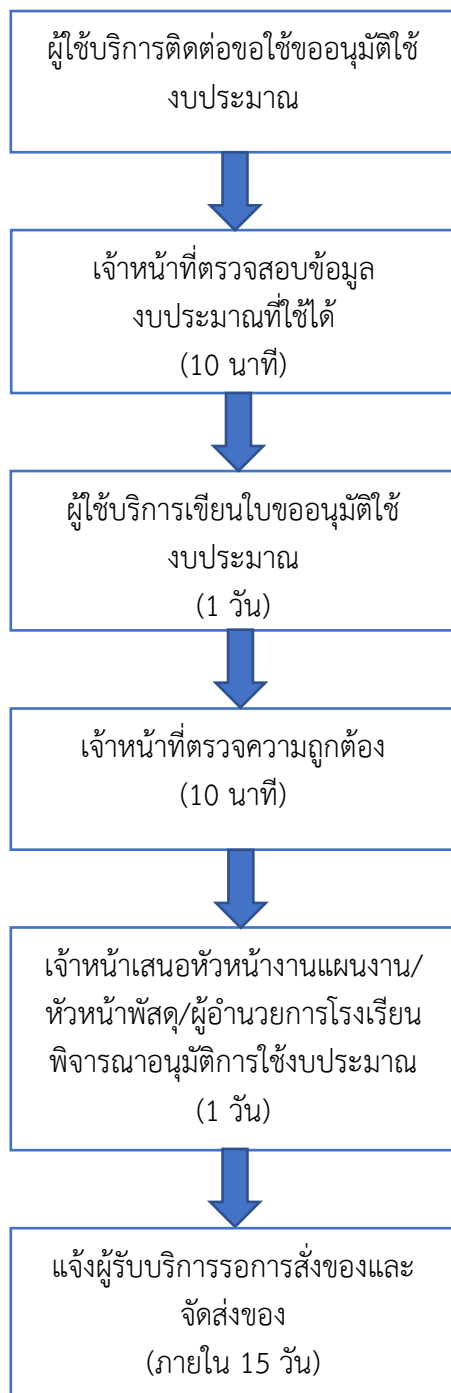 ผู้ใช้บริการติดต่อขอใช้ขออนุมัติใช้
งบประมาณ
เจ้าหน้าที่ตรวจสอบข้อมูล
งบประมาณที่ใช้ได้
(10 นาที)
ผู้ใช้บริการเขียนใบขออนุมัติใช้
งบประมาณ
(1 วัน)
เจ้าหน้าที่ตรวจความถูกต้อง
(10 นาที)
เจ้าหน้าเสนอหัวหน้างานแผนงาน/
หัวหน้าพัสดุ/ผู้อำนวยการโรงเรียน
พิจารณาอนุมัติการใช้งบประมาณ
(1 วัน)
แจ้งผู้รับบริการรอการสั่งของและ
จัดส่งของ
(ภายใน 15 วัน)